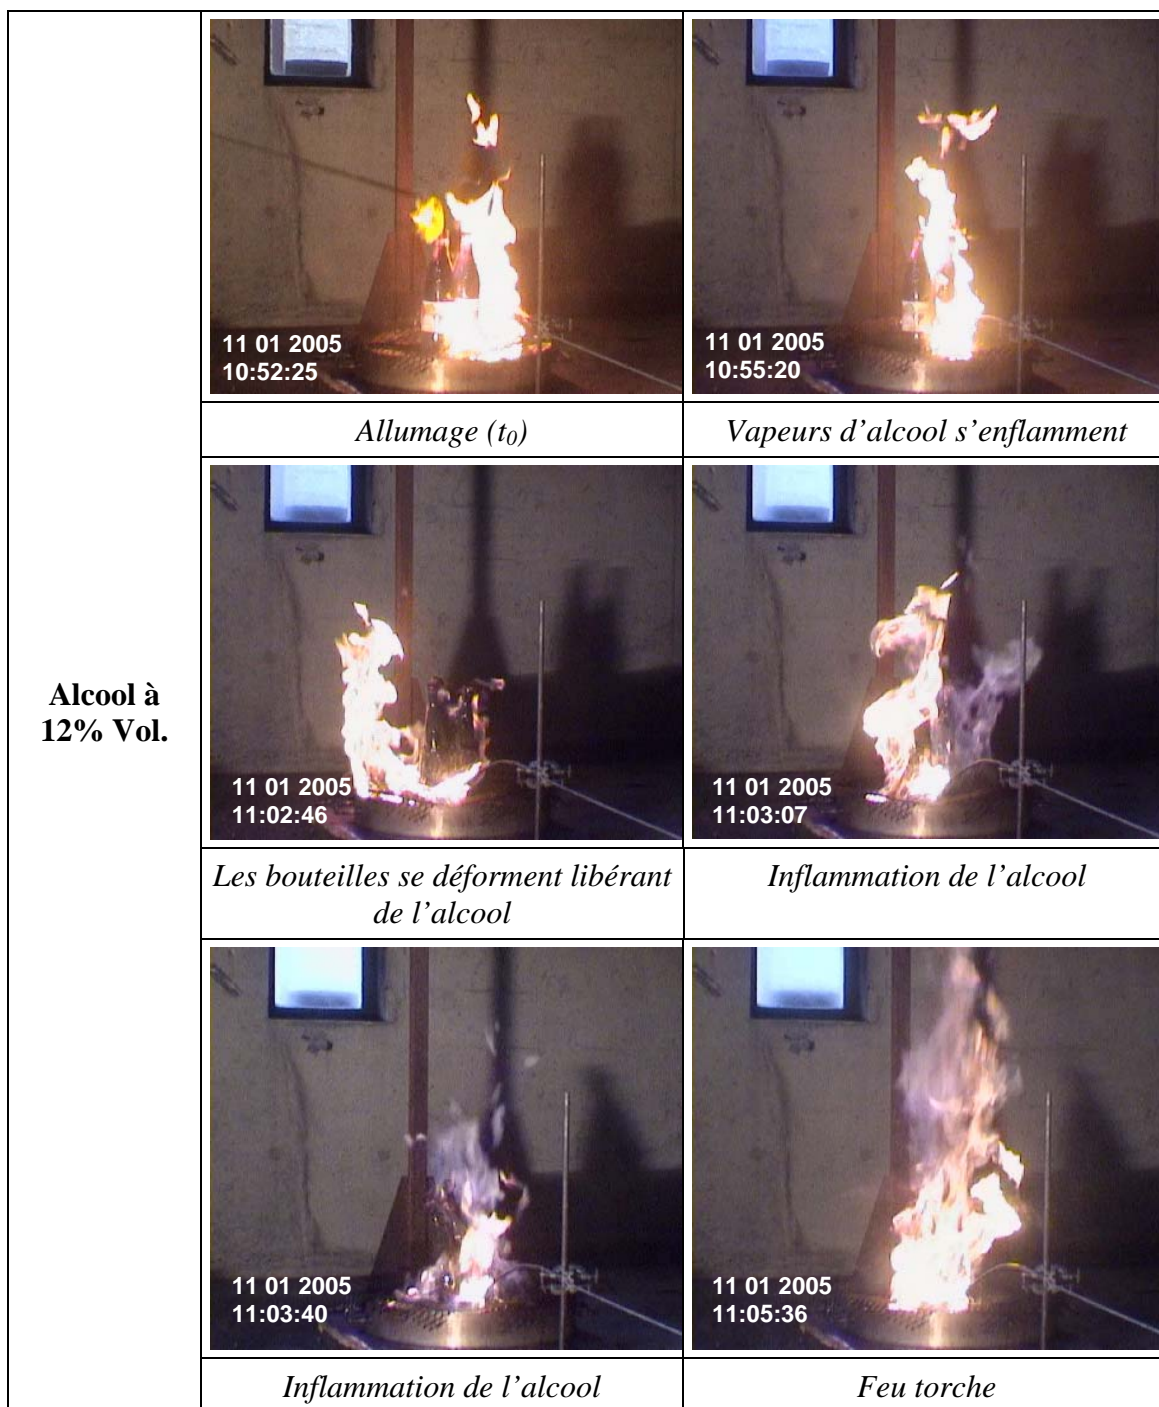 Alcool à
12% Vol.
11 01 2005
10:52:25
11 01 2005
10:55:20
Allumage (t0)
Vapeurs d'alcool s'enflamment
11 01 2005
11:02:46
11 01 2005
11:03:07
Les bouteilles se déforment libérant
de l'alcool
Inflammation de l'alcool
11 01 2005
11:03:40
11 01 2005
11:05:36
Inflammation de l'alcool
Feu torche